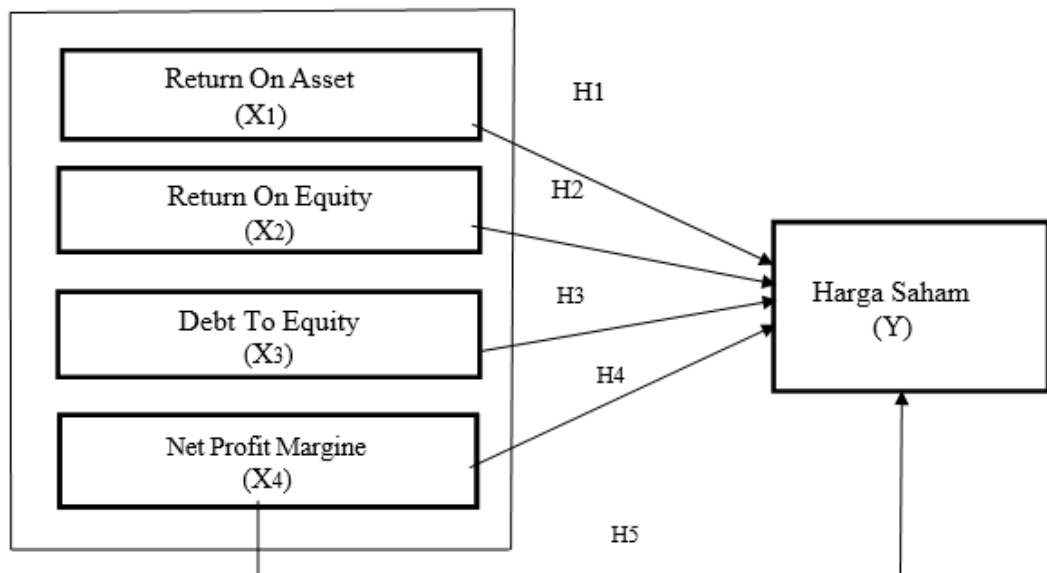 Return On Asset
(X1)
H1
Return On Equity
(X2)
H2
Debt To Equity
(X3)
H3
Net Profit Margine
(X4)
H4
Harga Saham
(Y)
H5